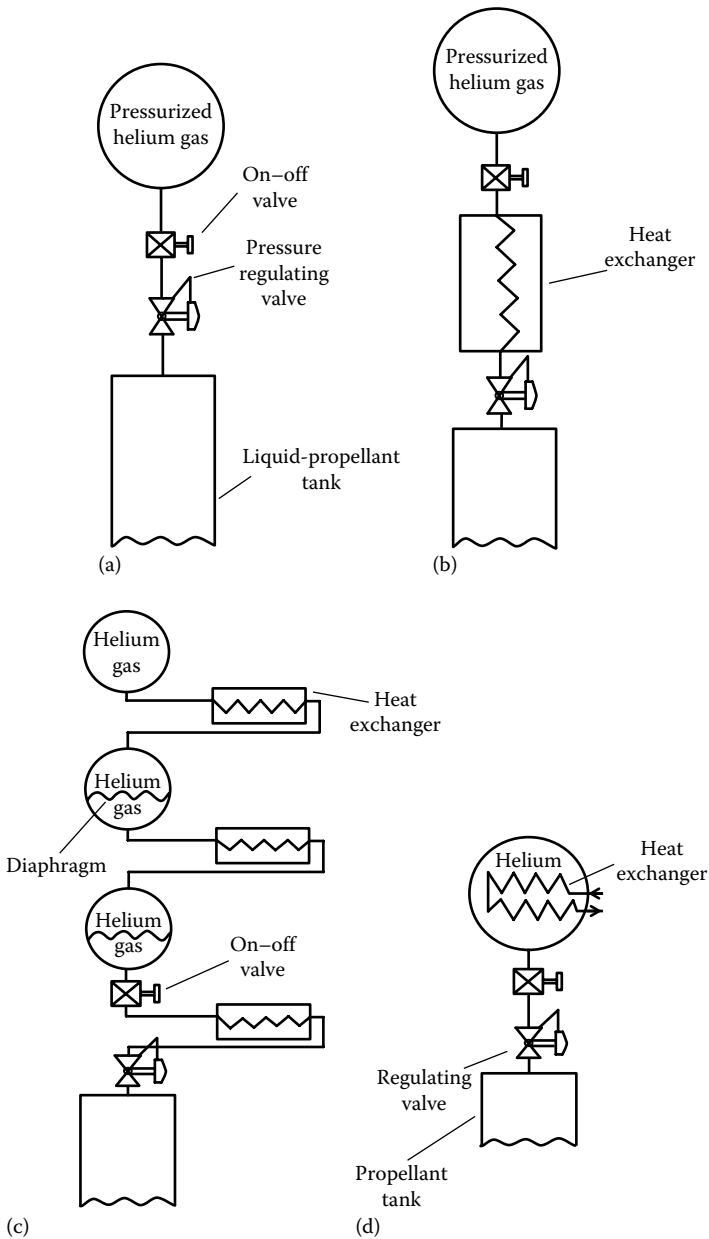 Pressurized
helium gas
On–off
valve
Pressure
regulating
valve
Liquid-propellant
tank
(a)
Pressurized
helium gas
Heat
exchanger
(b)
Helium
gas
Heat
exchanger
Helium
gas
Diaphragm
Helium
gas
On–off
valve
(c)
Helium
Heat
exchanger
Regulating
valve
Propellant
tank
(d)